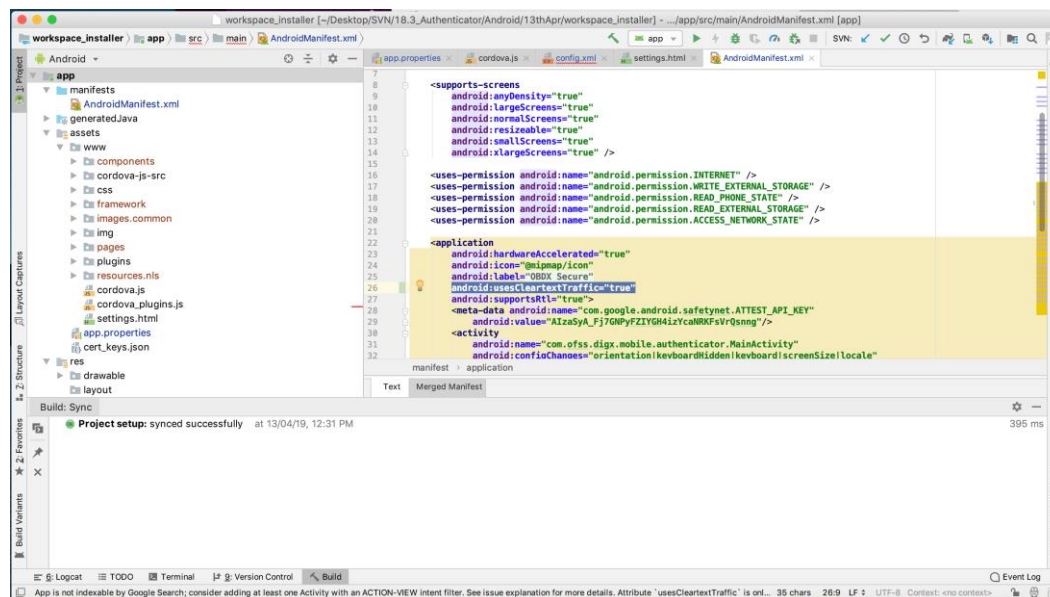 workspace_installer [~/Desktop/SVN/18.3_Authenticator/Android/13thApr/workspace_installer] - .../app/src/main/AndroidManifest.xml [app]
workspace_installer app src main AndroidManifest.xml
app
SVN:
Android
app.properties cordova.js config.xml settings.html AndroidManifest.xml
1: Project
app
manifests
AndroidManifest.xml
generatedJava
assets
www
components
cordova-js-src
css
framework
images.common
img
pages
plugins
resources.nls
cordova.js
cordova_plugins.js
settings.html
app.properties
cert_keys.json
res
drawable
layout
7
8 <supports-screens
9 android:anyDensity="true"
10 android:largeScreens="true"
11 android:normalScreens="true"
12 android:resizeable="true"
13 android:smallScreens="true"
14 android:xlargeScreens="true" />
15
16 <uses-permission android:name="android.permission.INTERNET" />
17 <uses-permission android:name="android.permission.WRITE_EXTERNAL_STORAGE" />
18 <uses-permission android:name="android.permission.READ_PHONE_STATE" />
19 <uses-permission android:name="android.permission.READ_EXTERNAL_STORAGE" />
20 <uses-permission android:name="android.permission.ACCESS_NETWORK_STATE" />
21
22 <application
23 android:hardwareAccelerated="true"
24 android:icon="@mipmap/icon"
25 android:label="OBDX Secure"
26 android:usesCleartextTraffic="true"
27 android:supportsRtl="true">
28 <meta-data android:name="com.google.android.safetynet.ATTEST_API_KEY"
29 android:value="AIzaSyA_Fj7GNPyFZIYGH4izYcaNRKFsVrQsnng"/>
30 <activity
31 android:name="com.ofss.digx.mobile.authenticator.MainActivity"
32 android:configChanges="orientation|keyboardHidden|keyboard|screenSize|locale"
manifest › application
Text Merged Manifest
Layout Captures
Z: Structure
2: Favorites
Build Variants
Build: Sync
Project setup: synced successfully at 13/04/19, 12:31 PM
395 ms
6: Logcat TODO Terminal 9: Version Control Build
Event Log
App is not indexable by Google Search; consider adding at least one Activity with an ACTION-VIEW intent filter. See issue explanation for more details. Attribute `usesCleartextTraffic` is onl... 35 chars 26:9 LF UTF-8 Context: <no context>